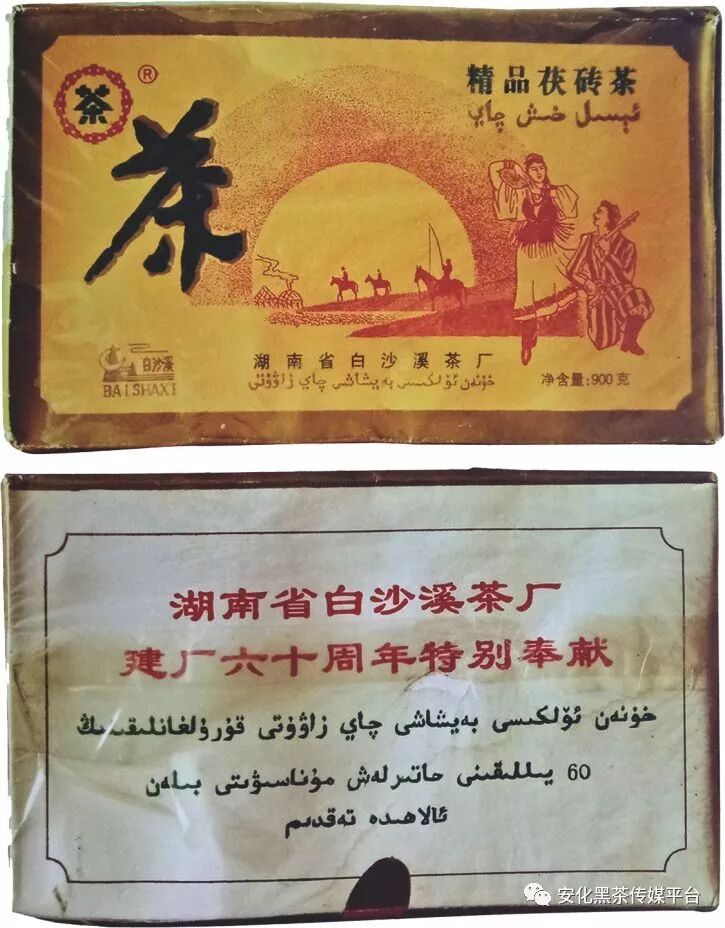 茶
®
精品茯砖茶
ئېسىل خىش چاي
茶
白沙溪
BAISHAXI
湖南省白沙溪茶厂
خۇنەن ئۆلكىسى بەيشاشى چاي زاۋۇتى
净含量:900克
湖南省白沙溪茶厂
建厂六十周年特别奉献
خۇنەن ئۆلكىسى بەيشاشى چاي زاۋۇتى قۇرۇلغانلىقىنىڭ
60 يىللىقىنى خاتىرلەش مۇناسىۋىتى بىلەن
ئالاھىدە تەقدىم
安化黑茶传媒平台